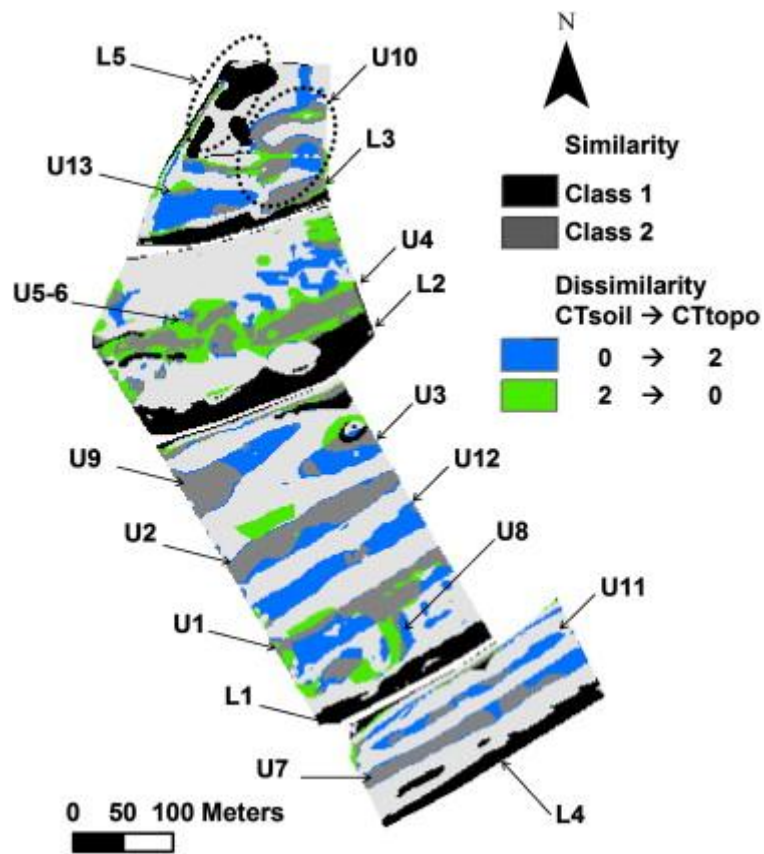 N
L5
U10
Similarity
L3
Class 1
U13
Class 2
U4
L2
Dissimilarity
U5-6
CTsoil → CTtopo
0 → 2
2 → 0
U3
U9
U12
U2
U8
U11
U1
L1
U7
L4
0 50 100 Meters